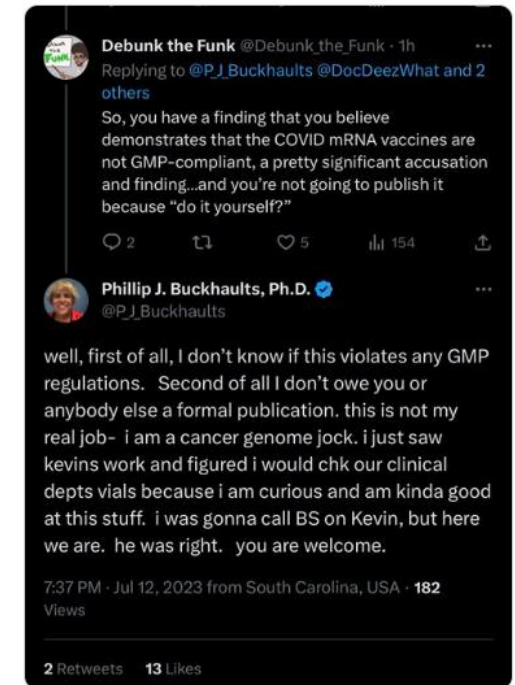 Debunk the Funk @Debunk_the_Funk · 1h
Replying to @PJ_Buckhaults @DocDeezWhat and 2
others
So, you have a finding that you believe
demonstrates that the COVID mRNA vaccines are
not GMP-compliant, a pretty significant accusation
and finding...and you're not going to publish it
because "do it yourself?"
2 5 154
Phillip J. Buckhaults, Ph.D.
@PJ_Buckhaults
well, first of all, I don't know if this violates any GMP
regulations. Second of all I don't owe you or
anybody else a formal publication. this is not my
real job- i am a cancer genome jock. i just saw
kevins work and figured i would chk our clinical
depts vials because i am curious and am kinda good
at this stuff. i was gonna call BS on Kevin, but here
we are. he was right. you are welcome.
7:37 PM · Jul 12, 2023 from South Carolina, USA · 182
Views
2 Retweets 13 Likes